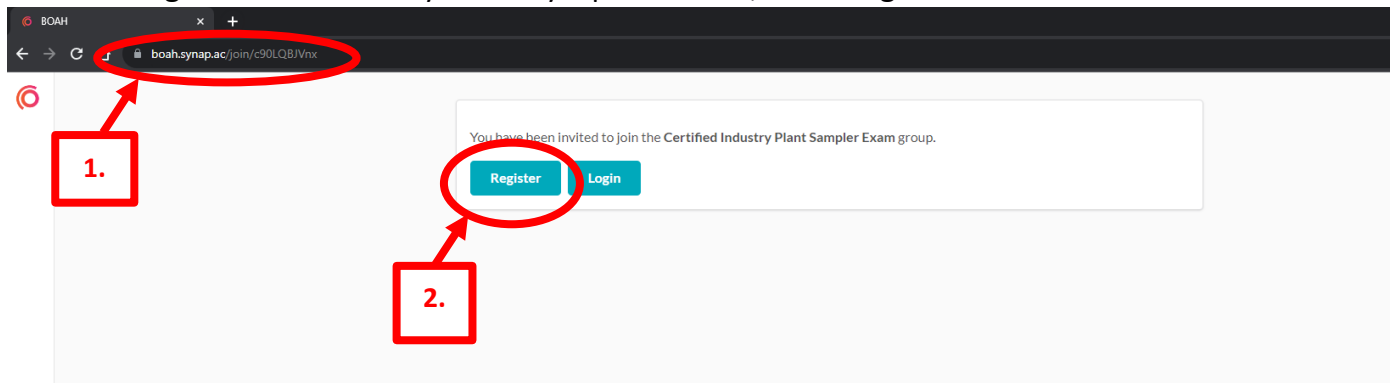 BOAH
boah.synap.ac/join/c90LQBJVnx
You have been invited to join the Certified Industry Plant Sampler Exam group.
1.
Register Login
2.